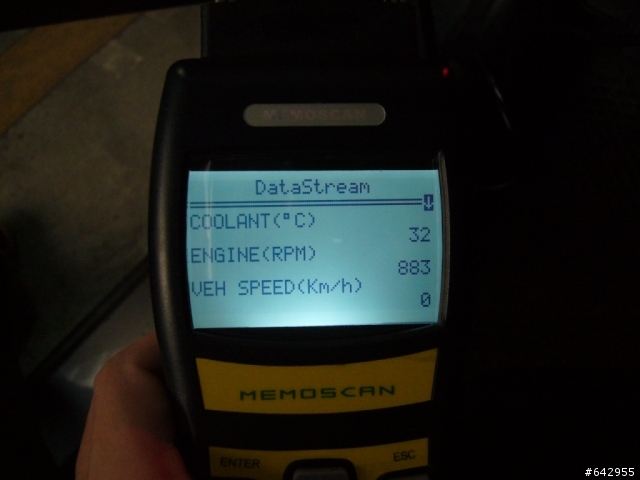 MEMOSCAN
DataStream
COOLANT(°C)
32
ENGINE(RPM)
883
VEH SPEED(Km/h)
0
MEMOSCAN
ENTER
ESC
#642955